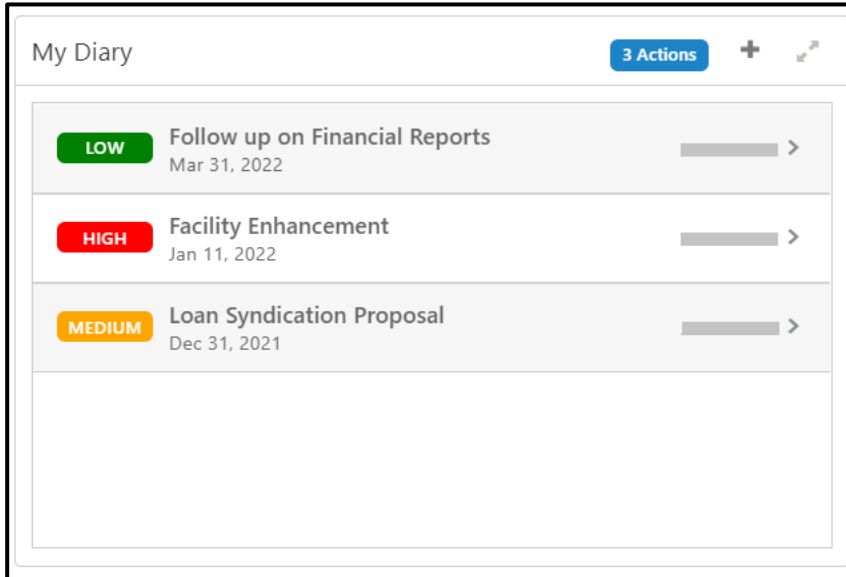 My Diary
3 Actions
LOW
Follow up on Financial Reports
Mar 31, 2022
HIGH
Facility Enhancement
Jan 11, 2022
MEDIUM
Loan Syndication Proposal
Dec 31, 2021